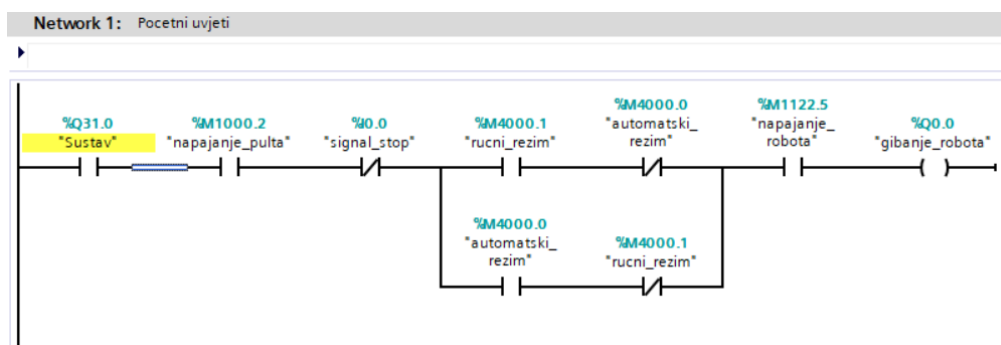 Network 1: Pocetni uvjeti
%Q31.0
"Sustav"
%M1000.2
"napajanje_pulta"
%I0.0
"signal_stop"
%M4000.1
"rucni_rezim"
%M4000.0
"automatski_
rezim"
%M1122.5
"napajanje_
robota"
%Q0.0
"gibanje_robota"
%M4000.0
"automatski_
rezim"
%M4000.1
"rucni_rezim"